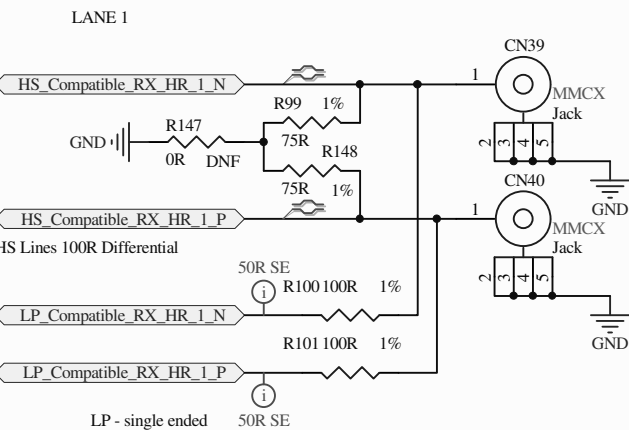 LANE 1
CN39
HS_Compatible_RX_HR_1_N
1
MMCX
Jack
R99 1%
75R
R147
GND
0R DNF
R148
75R
1%
2 3 4 5
GND
CN40
HS_Compatible_RX_HR_1_P
1
MMCX
Jack
HS Lines 100R Differential
2 3 4 5
GND
50R SE
i
R100 100R 1%
LP_Compatible_RX_HR_1_N
R101 100R 1%
LP_Compatible_RX_HR_1_P
i
LP - single ended
50R SE